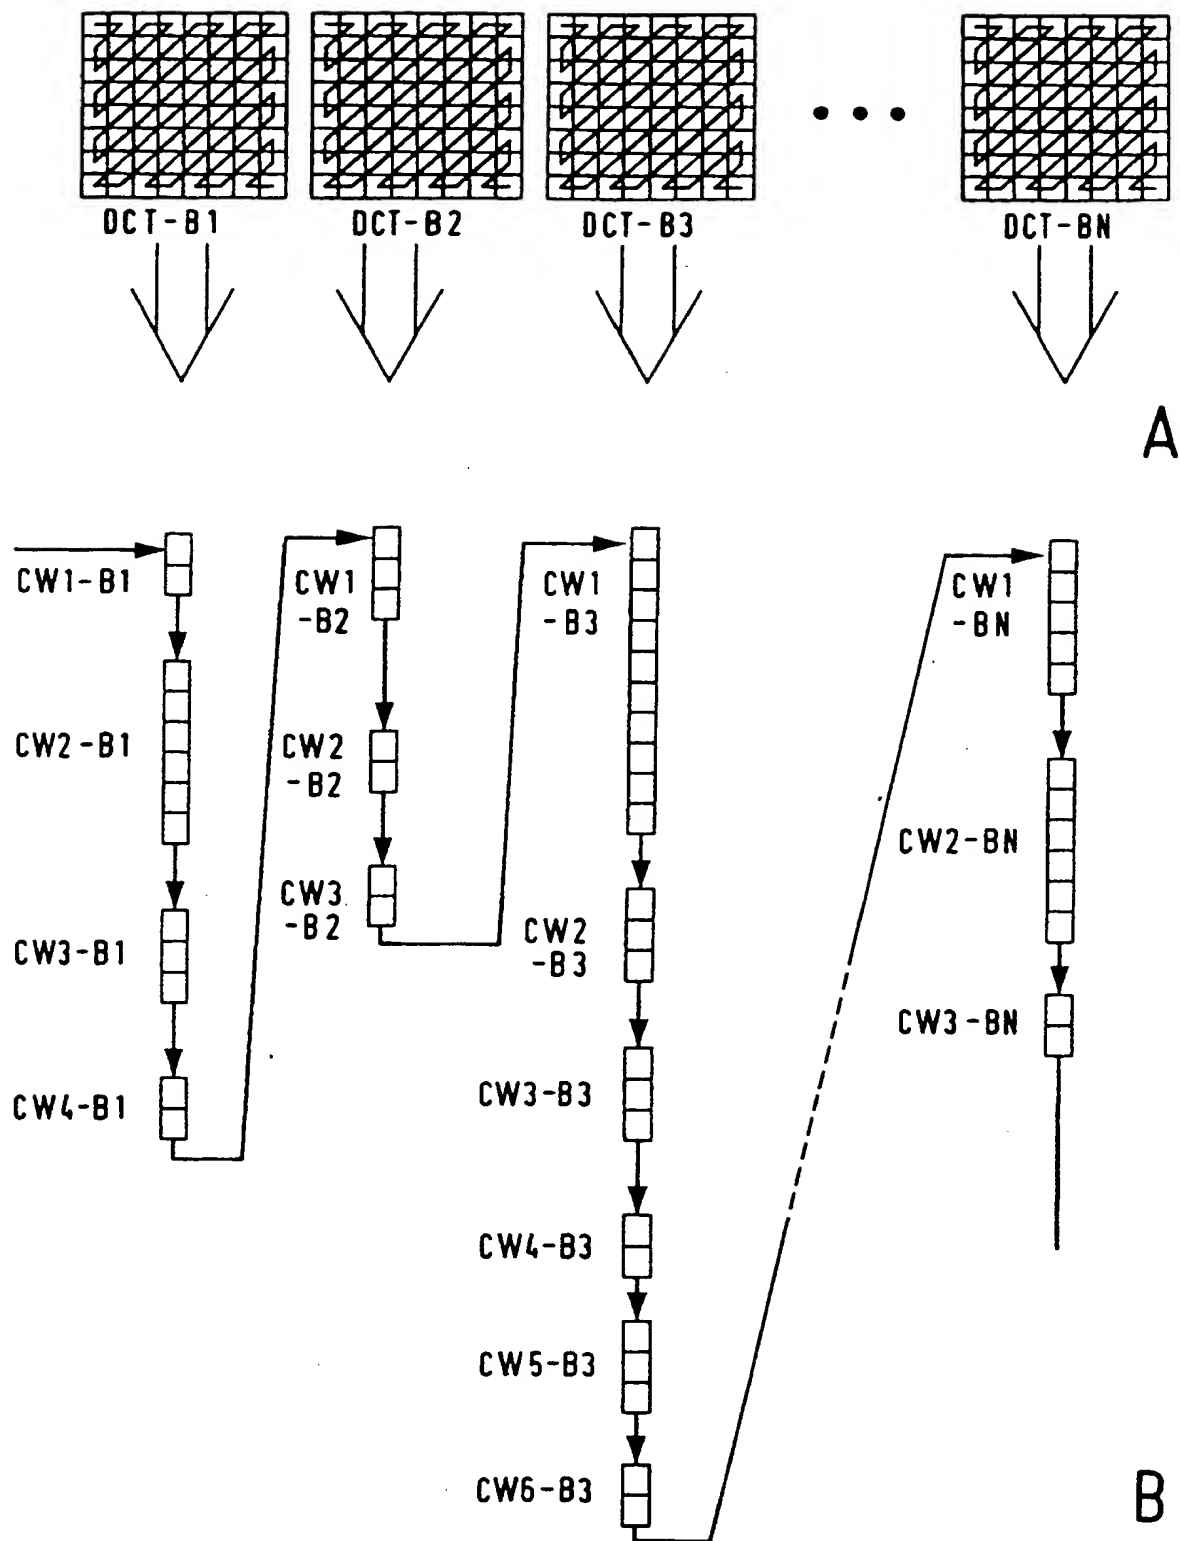 DCT-B1
DCT-B2
DCT-B3
DCT-BN
A
CW1-B1
CW2-B1
CW3-B1
CW4-B1
CW1
-B2
CW2
-B2
CW3
-B2
CW1
-B3
CW2
-B3
CW3-B3
CW4-B3
CW5-B3
CW6-B3
CW1
-BN
CW2-BN
CW3-BN
B